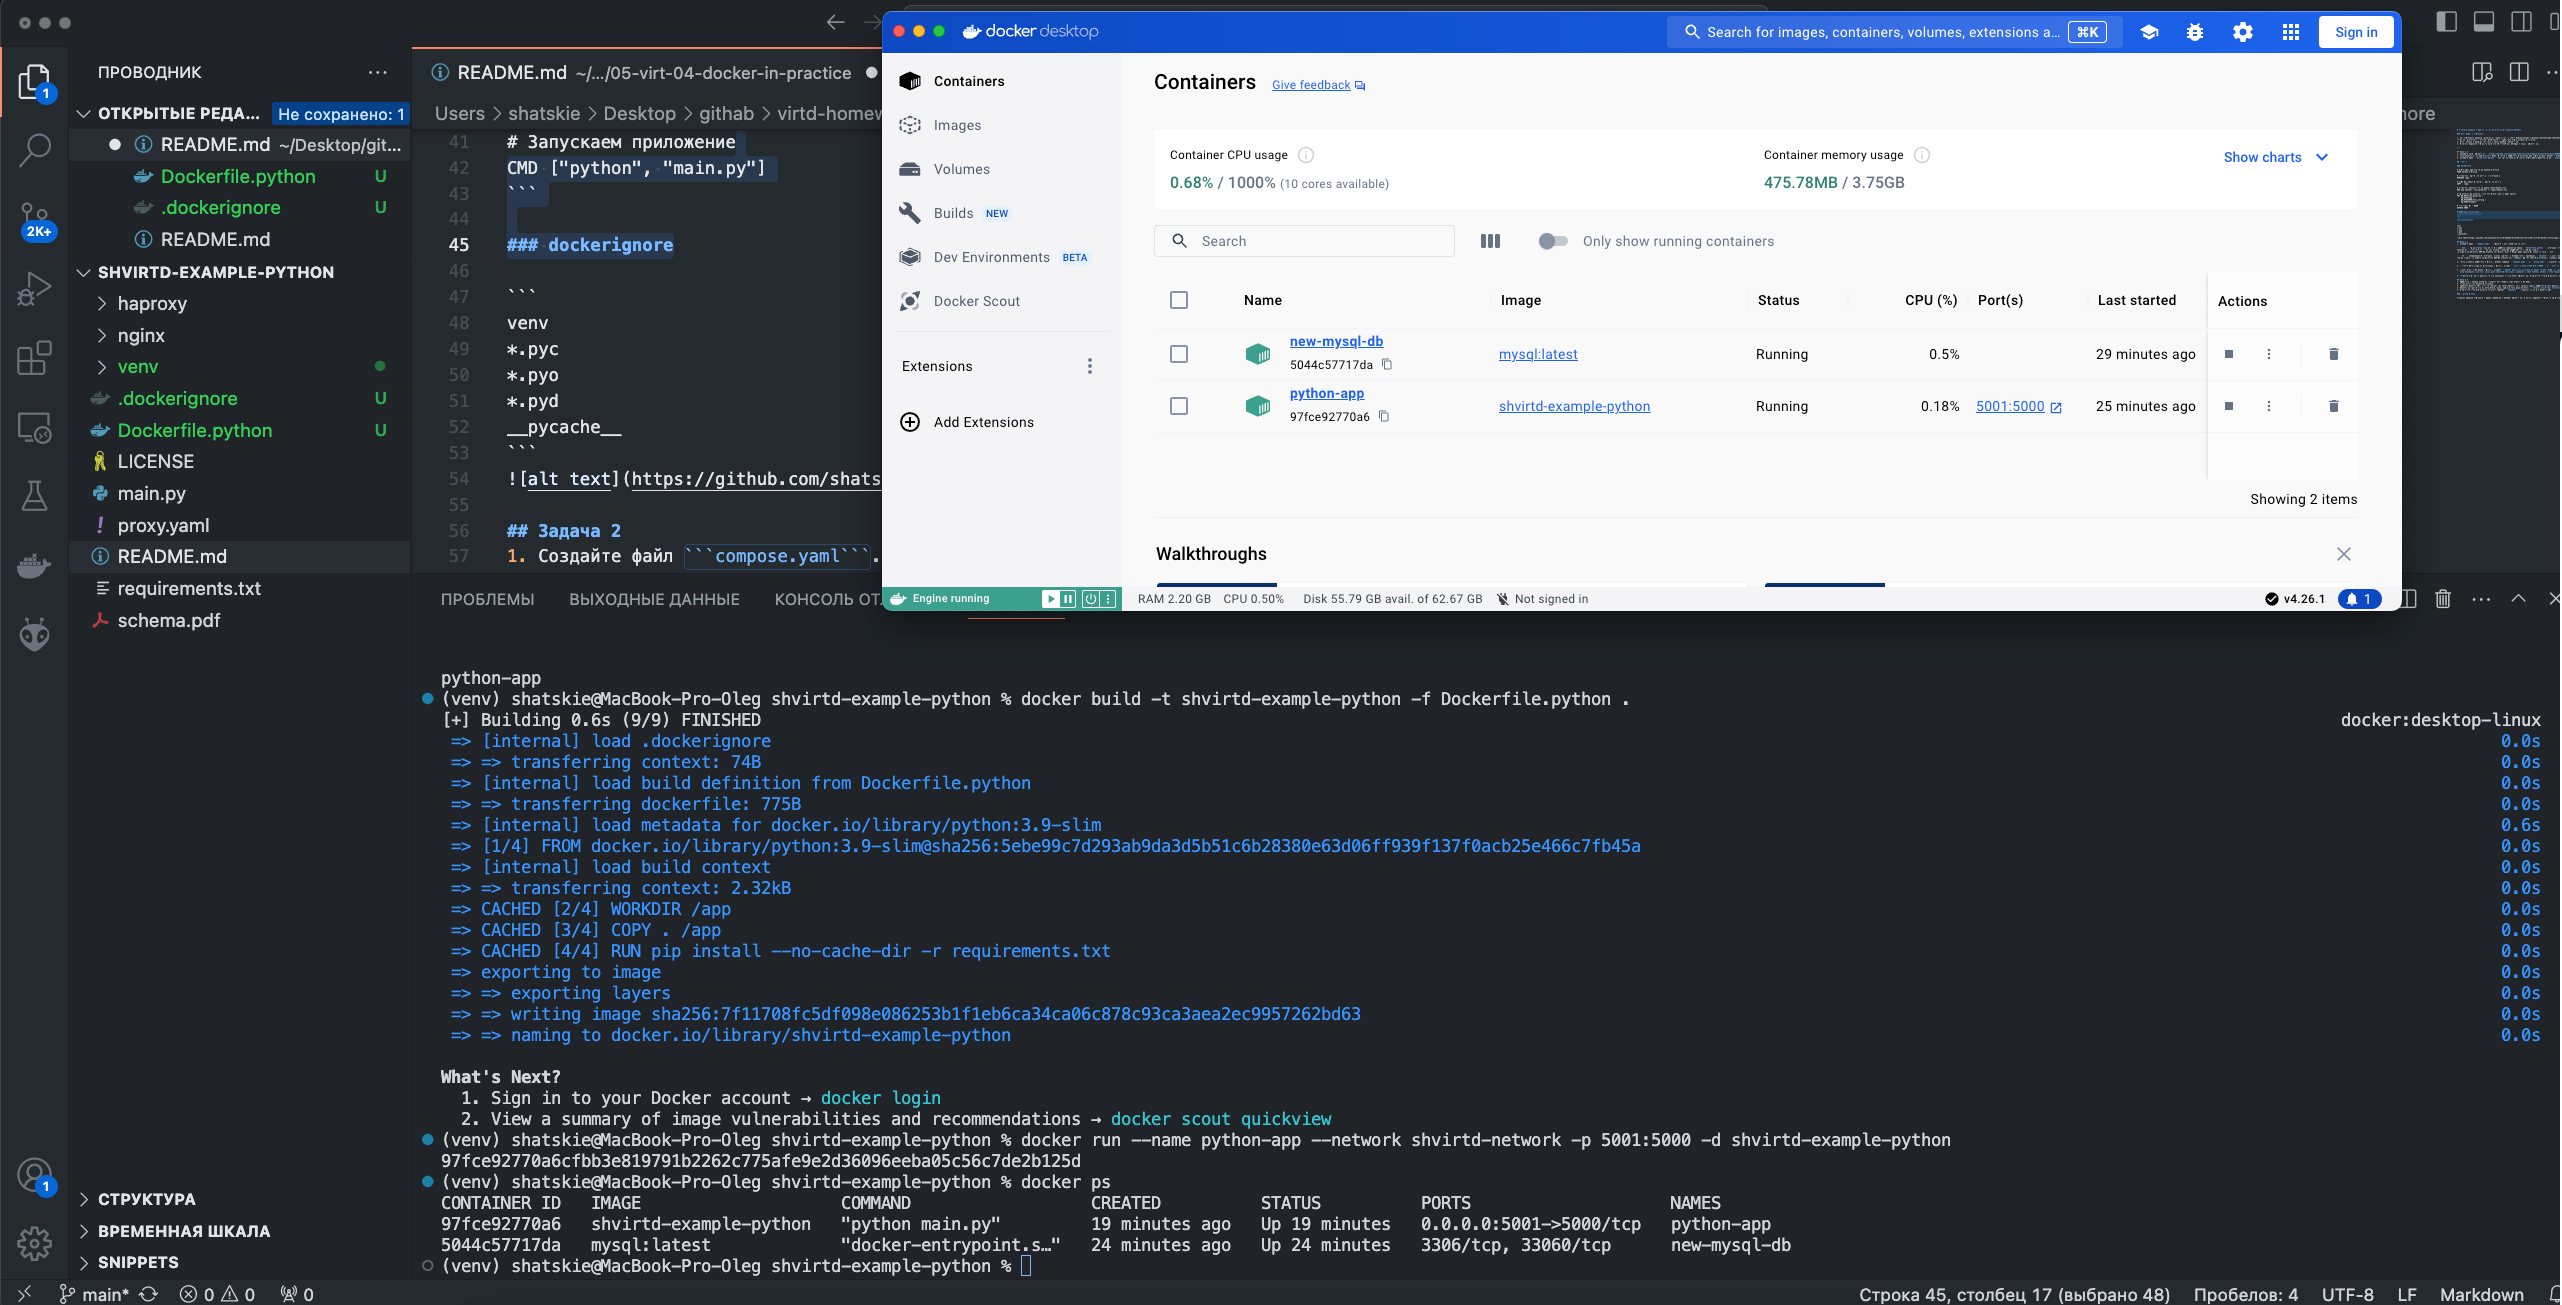 ПРОВОДНИК
ОТКРЫТЫЕ РЕДА... Не сохранено: 1
README.md ~/Desktop/git...
Dockerfile.python U
.dockerignore U
README.md
SHVIRTD-EXAMPLE-PYTHON
haproxy
nginx
venv
.dockerignore U
Dockerfile.python U
LICENSE
main.py
proxy.yaml
README.md
requirements.txt
schema.pdf
СТРУКТУРА
ВРЕМЕННАЯ ШКАЛА
SNIPPETS
1
2K+
1
README.md ~/.../05-virt-04-docker-in-practice
Users > shatskie > Desktop > githab > virtd-homew
41 # Запускаем приложение
42 CMD ["python", "main.py"]
43 ```
44
45 ### dockerignore
46
47 ```
48 venv
49 *.pyc
50 *.pyo
51 *.pyd
52 __pycache__
53 ```
54 ![alt text](https://github.com/shats
55
56 ## Задача 2
57 1. Создайте файл ```compose.yaml```.
docker desktop
Search for images, containers, volumes, extensions a... ⌘K
Sign in
Containers
Images
Volumes
Builds NEW
Dev Environments BETA
Docker Scout
Extensions
Add Extensions
Containers Give feedback
Container CPU usage
0.68% / 1000% (10 cores available)
Container memory usage
475.78MB / 3.75GB
Show charts
Search
Only show running containers
Name Image Status CPU (%) Port(s) Last started Actions
new-mysql-db
5044c57717da
mysql:latest Running 0.5% 29 minutes ago
python-app
97fce92770a6
shvirtd-example-python Running 0.18% 5001:5000 25 minutes ago
Showing 2 items
Walkthroughs
Engine running
RAM 2.20 GB CPU 0.50% Disk 55.79 GB avail. of 62.67 GB Not signed in
v4.26.1 1
ore
ПРОБЛЕМЫ ВЫХОДНЫЕ ДАННЫЕ КОНСОЛЬ ОТ
python-app
(venv) shatskie@MacBook-Pro-Oleg shvirtd-example-python % docker build -t shvirtd-example-python -f Dockerfile.python .
[+] Building 0.6s (9/9) FINISHED docker:desktop-linux
=> [internal] load .dockerignore 0.0s
=> => transferring context: 74B 0.0s
=> [internal] load build definition from Dockerfile.python 0.0s
=> => transferring dockerfile: 775B 0.0s
=> [internal] load metadata for docker.io/library/python:3.9-slim 0.6s
=> [1/4] FROM docker.io/library/python:3.9-slim@sha256:5ebe99c7d293ab9da3d5b51c6b28380e63d06ff939f137f0acb25e466c7fb45a 0.0s
=> [internal] load build context 0.0s
=> => transferring context: 2.32kB 0.0s
=> CACHED [2/4] WORKDIR /app 0.0s
=> CACHED [3/4] COPY . /app 0.0s
=> CACHED [4/4] RUN pip install --no-cache-dir -r requirements.txt 0.0s
=> exporting to image 0.0s
=> => exporting layers 0.0s
=> => writing image sha256:7f11708fc5df098e086253b1f1eb6ca34ca06c878c93ca3aea2ec9957262bd63 0.0s
=> => naming to docker.io/library/shvirtd-example-python 0.0s
What's Next?
1. Sign in to your Docker account → docker login
2. View a summary of image vulnerabilities and recommendations → docker scout quickview
(venv) shatskie@MacBook-Pro-Oleg shvirtd-example-python % docker run --name python-app --network shvirtd-network -p 5001:5000 -d shvirtd-example-python
97fce92770a6cfbb3e819791b2262c775afe9e2d36096eeba05c56c7de2b125d
(venv) shatskie@MacBook-Pro-Oleg shvirtd-example-python % docker ps
CONTAINER ID IMAGE COMMAND CREATED STATUS PORTS NAMES
97fce92770a6 shvirtd-example-python "python main.py" 19 minutes ago Up 19 minutes 0.0.0.0:5001->5000/tcp python-app
5044c57717da mysql:latest "docker-entrypoint.s…" 24 minutes ago Up 24 minutes 3306/tcp, 33060/tcp new-mysql-db
(venv) shatskie@MacBook-Pro-Oleg shvirtd-example-python %
main* 0 0 0
Строка 45, столбец 17 (выбрано 48) Пробелов: 4 UTF-8 LF Markdown